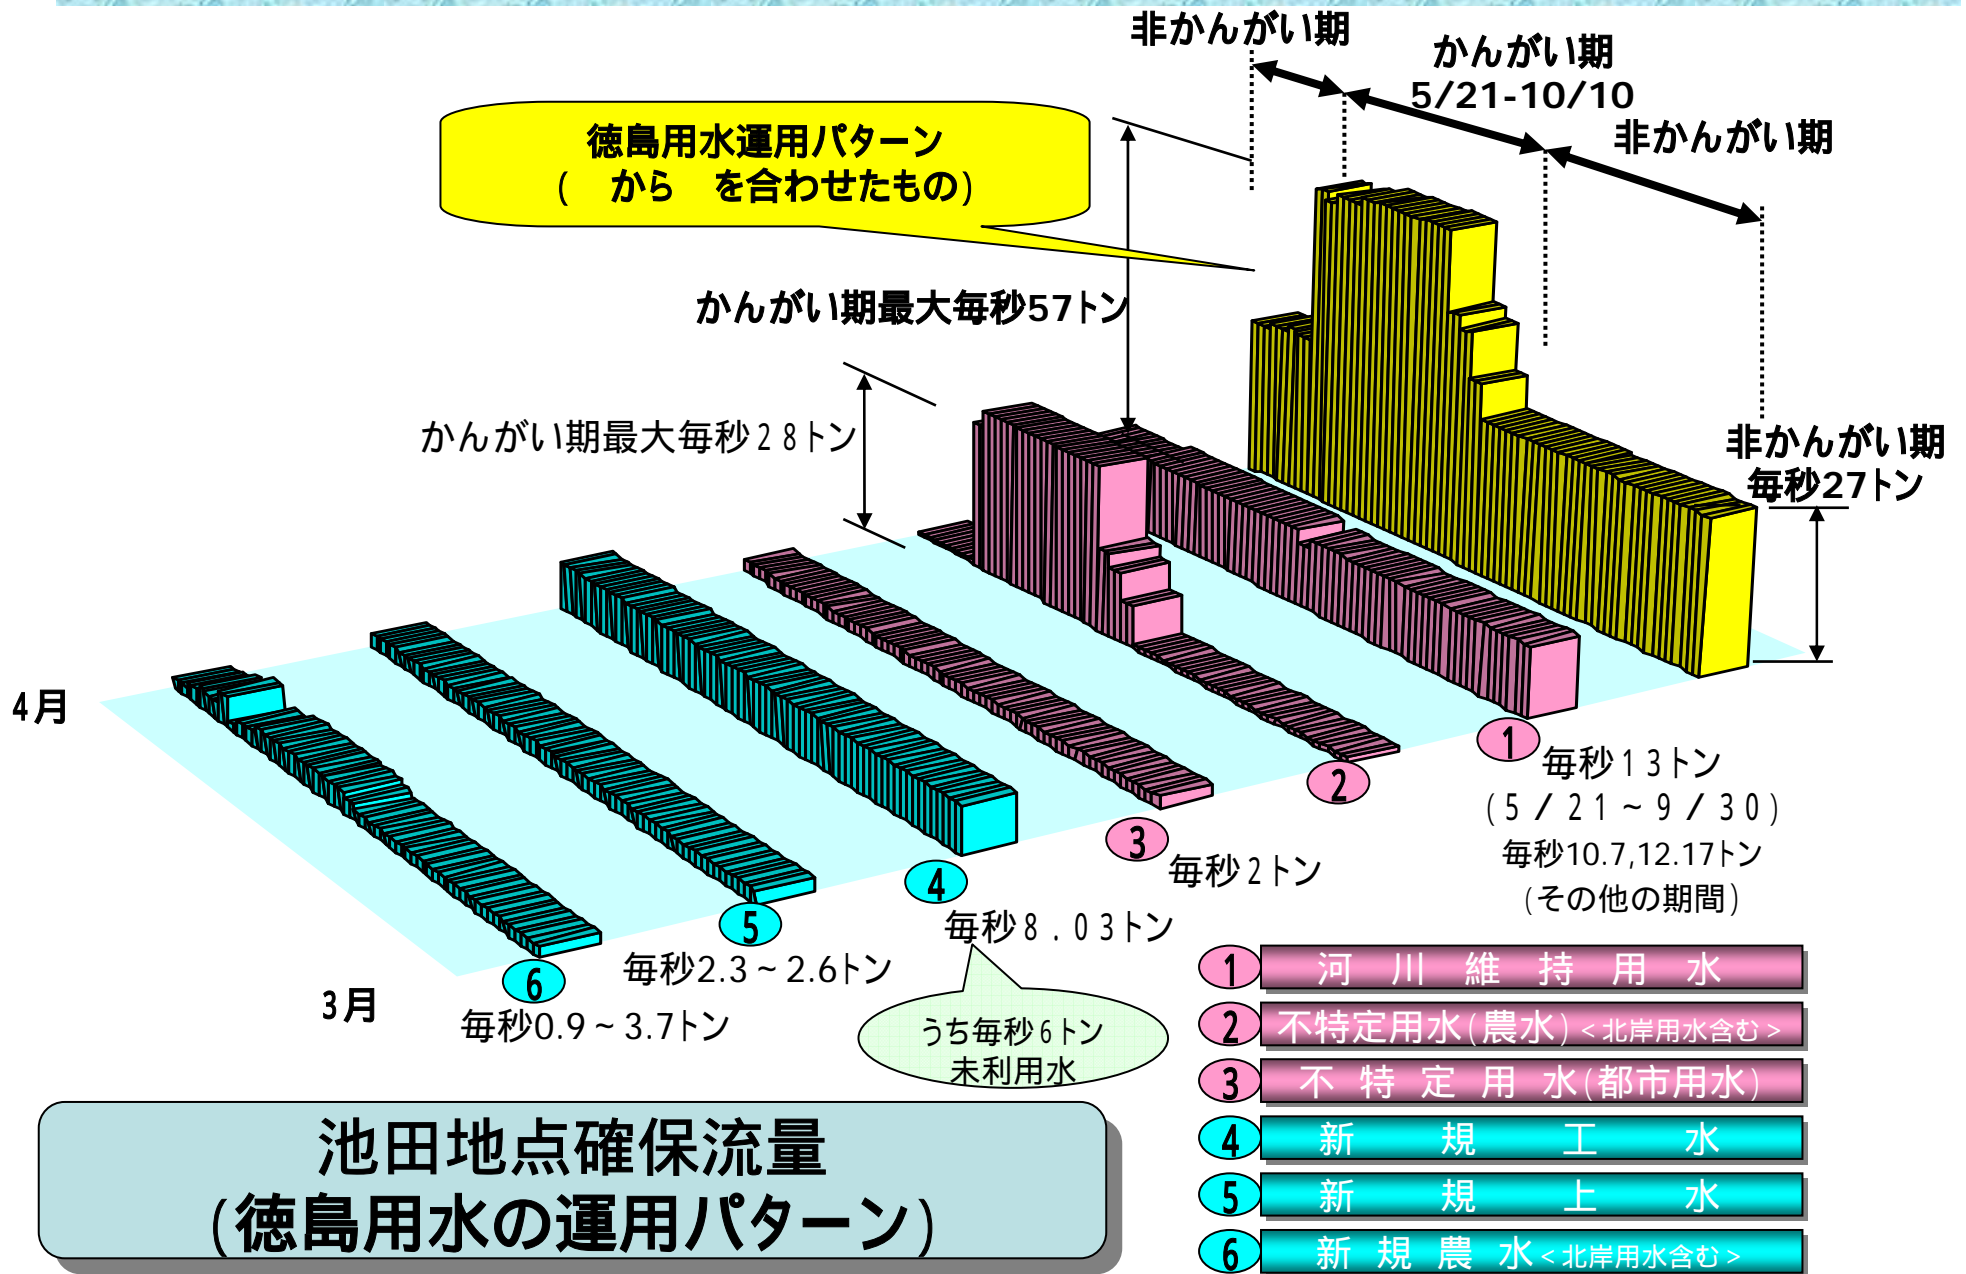 非かんがい期
かんがい期
5/21-10/10
非かんがい期
徳島用水運用パターン
(　から　を合わせたもの)
かんがい期最大毎秒57トン
かんがい期最大毎秒28トン
非かんがい期
毎秒27トン
4月
3月
1
毎秒13トン
(5/21~9/30)
毎秒10.7,12.17トン
(その他の期間)
2
3
毎秒2トン
4
毎秒8.03トン
うち毎秒6トン
未利用水
5
毎秒2.3~2.6トン
6
毎秒0.9~3.7トン
1 河川維持用水
2 不特定用水(農水)<北岸用水含む>
3 不特定用水(都市用水)
4 新規工水
5 新規上水
6 新規農水<北岸用水含む>
池田地点確保流量
(徳島用水の運用パターン)